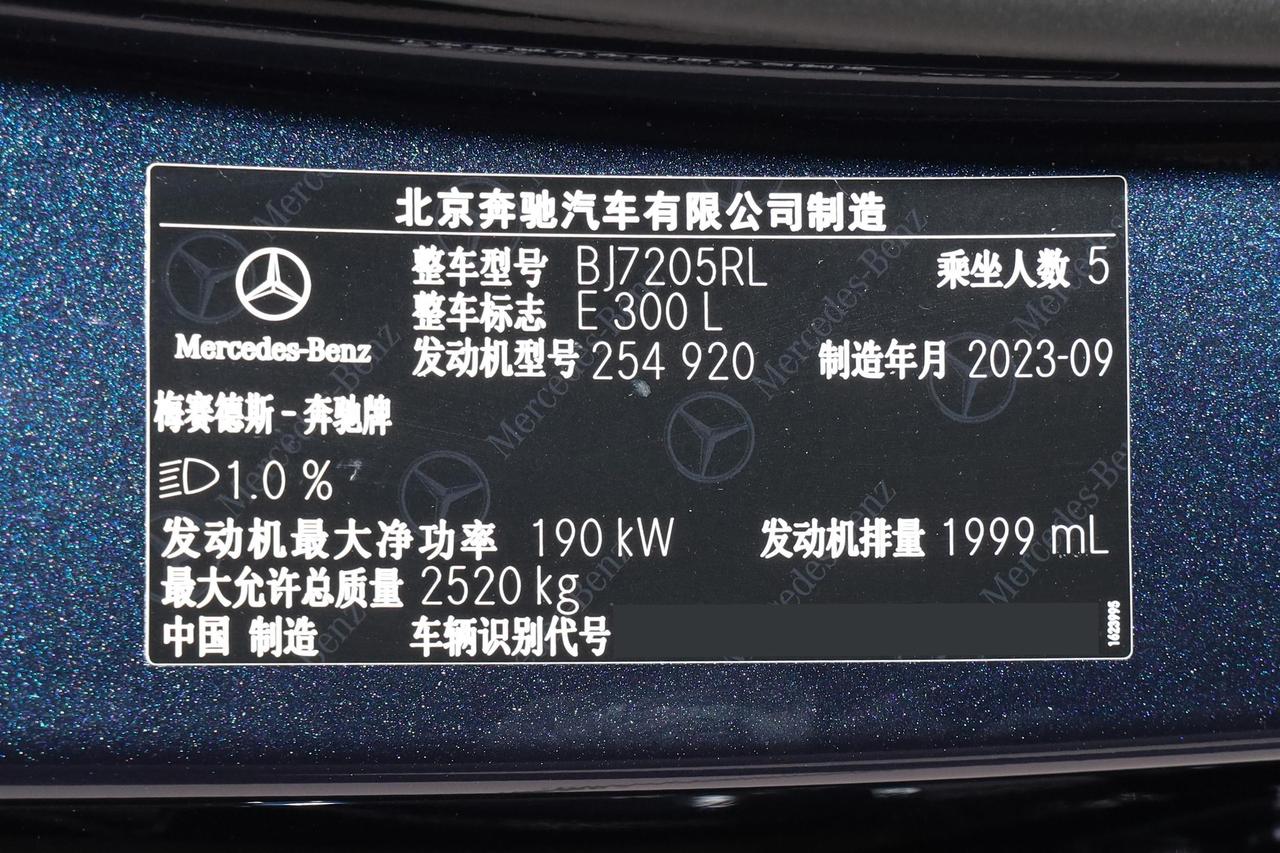 北京奔驰汽车有限公司制造
整车型号 BJ7205RL 乘坐人数 5
整车标志 E 300 L
Mercedes-Benz
发动机型号 254 920 制造年月 2023-09
梅赛德斯-奔驰牌
1.0 %
发动机最大净功率 190 kW 发动机排量 1999 mL
最大允许总质量 2520 kg
中国 制造 车辆识别代号
1623995